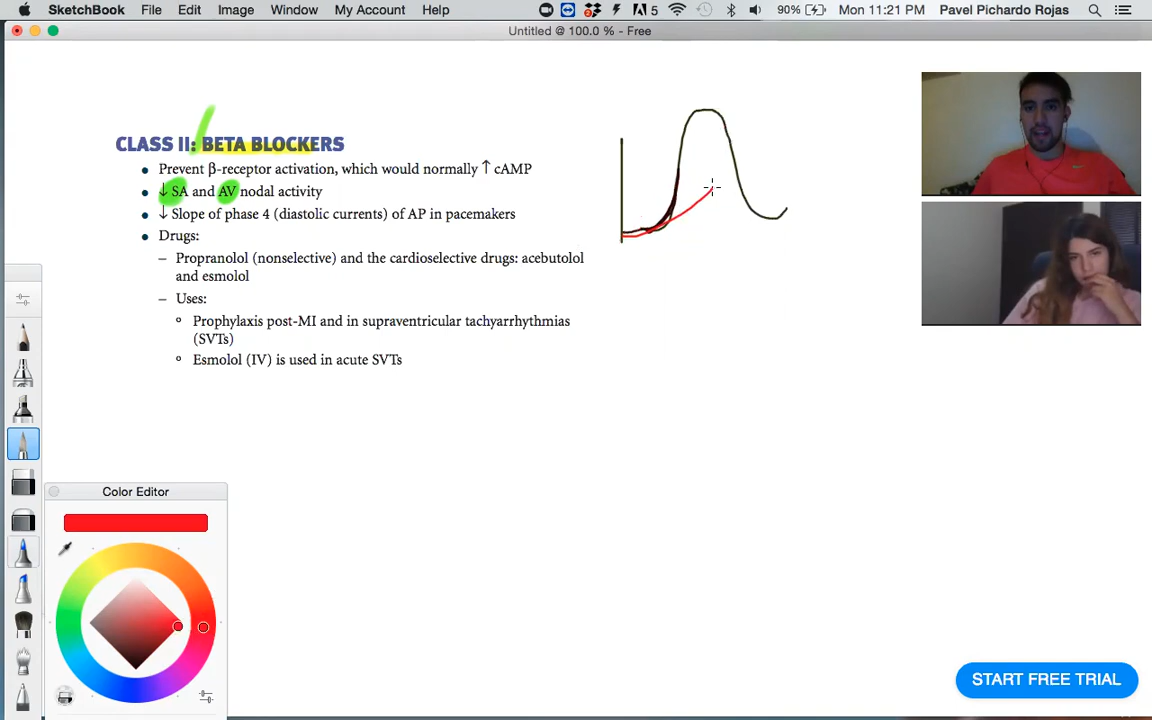 SketchBook File Edit Image Window My Account Help 5 90% Mon 11:21 PM Pavel Pichardo Rojas
Untitled @ 100.0 % - Free
CLASS II: BETA BLOCKERS
• Prevent β-receptor activation, which would normally ↑ cAMP
• ↓ SA and AV nodal activity
• ↓ Slope of phase 4 (diastolic currents) of AP in pacemakers
• Drugs:
– Propranolol (nonselective) and the cardioselective drugs: acebutolol
and esmolol
– Uses:
° Prophylaxis post-MI and in supraventricular tachyarrhythmias
(SVTs)
° Esmolol (IV) is used in acute SVTs
Color Editor
START FREE TRIAL